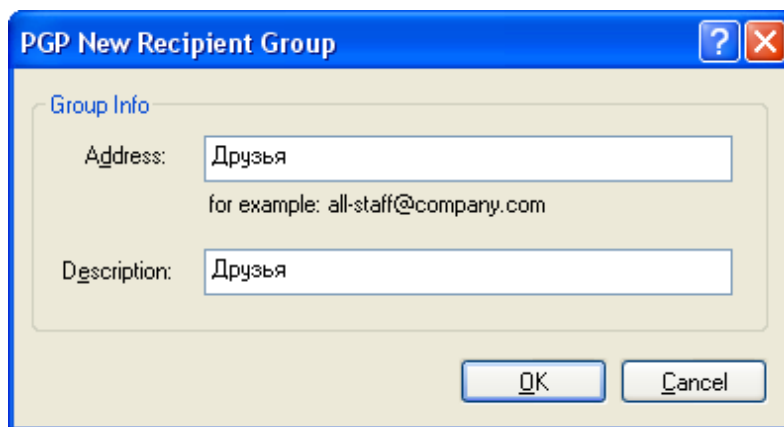 PGP New Recipient Group
Group Info
Address: Друзья
for example: all-staff@company.com
Description: Друзья
OK Cancel